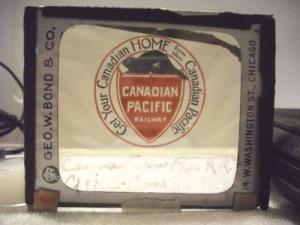 GEO. W. BOND & CO.
Get Your Canadian HOME from the Canadian Pacific
CANADIAN
PACIFIC
RAILWAY
14 W. WASHINGTON ST., CHICAGO